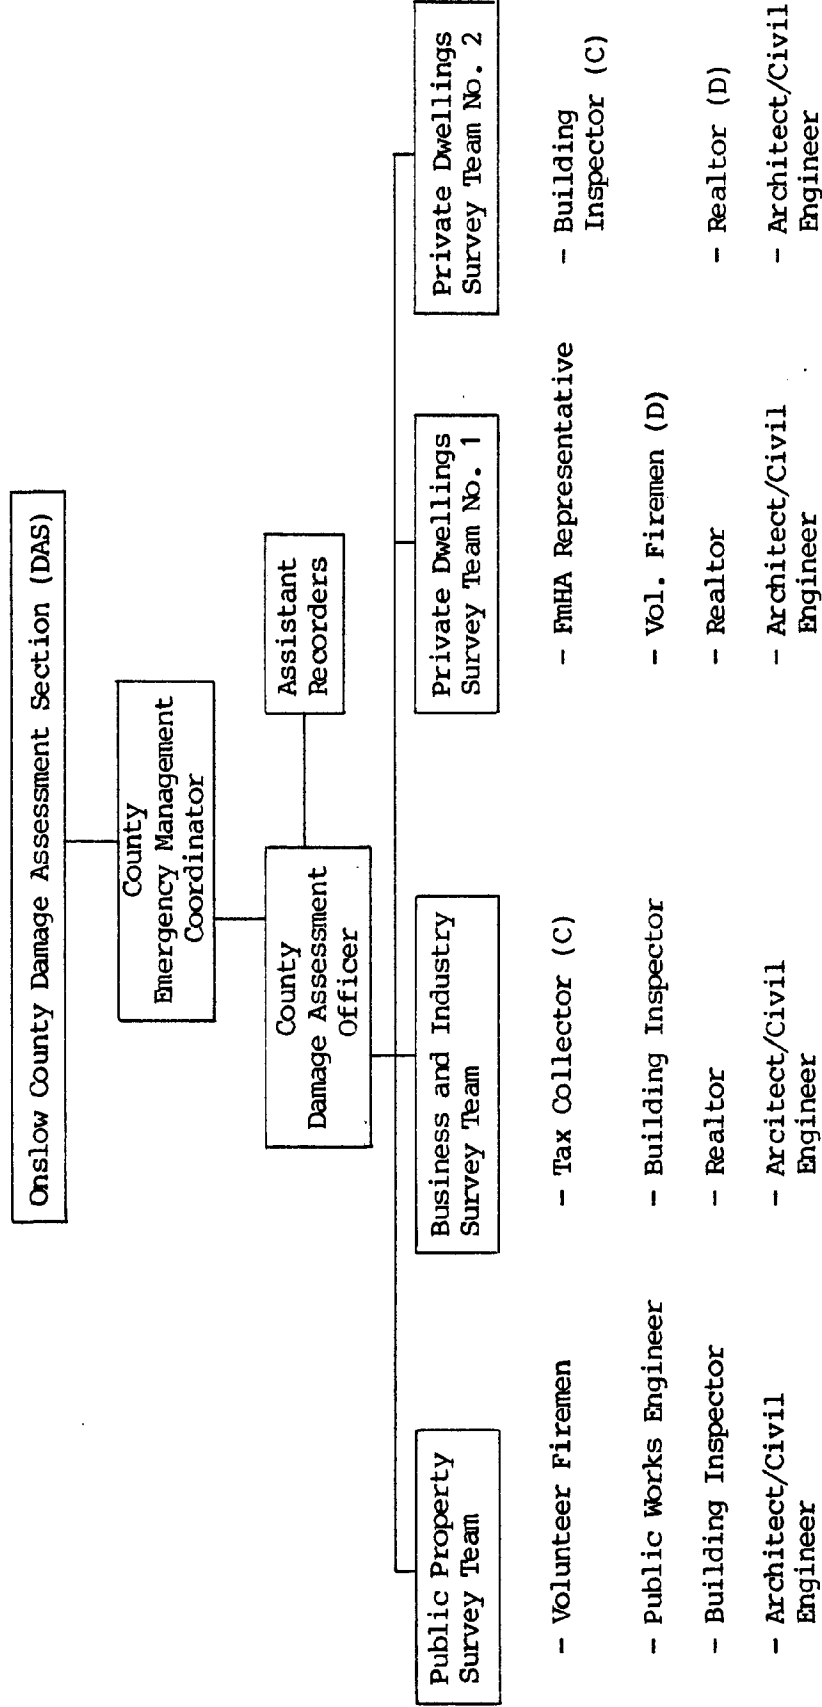 Onslow County Damage Assessment Section (DAS)
County
Emergency Management
Coordinator
County
Damage Assessment
Officer
Assistant
Recorders
Public Property
Survey Team
- Volunteer Firemen
- Public Works Engineer
- Building Inspector
- Architect/Civil
Engineer
Business and Industry
Survey Team
- Tax Collector (C)
- Building Inspector
- Realtor
- Arcitect/Civil
Engineer
Private Dwellings
Survey Team No. 1
- FmHA Representative
- Vol. Firemen (D)
- Realtor
- Architect/Civil
Engineer
Private Dwellings
Survey Team No. 2
- Building
Inspector (C)
- Realtor (D)
- Architect/Civil
Engineer